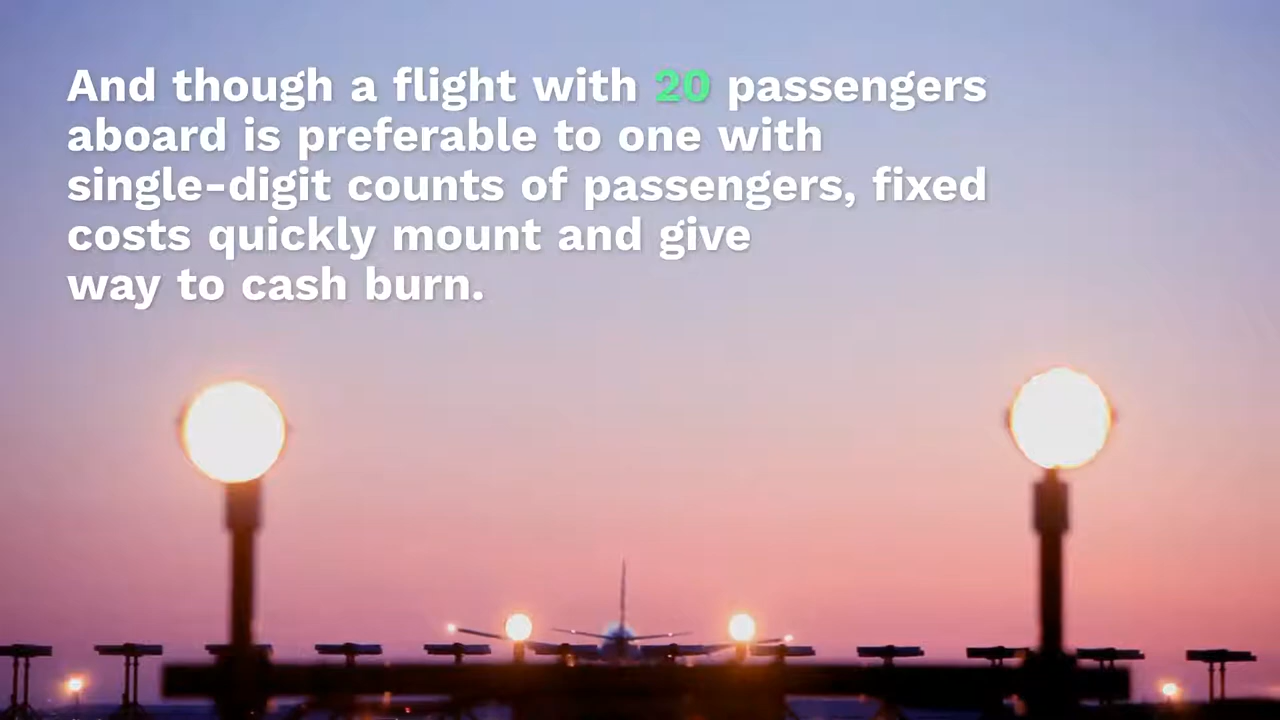 And though a flight with 20 passengers
aboard is preferable to one with
single-digit counts of passengers, fixed
costs quickly mount and give
way to cash burn.